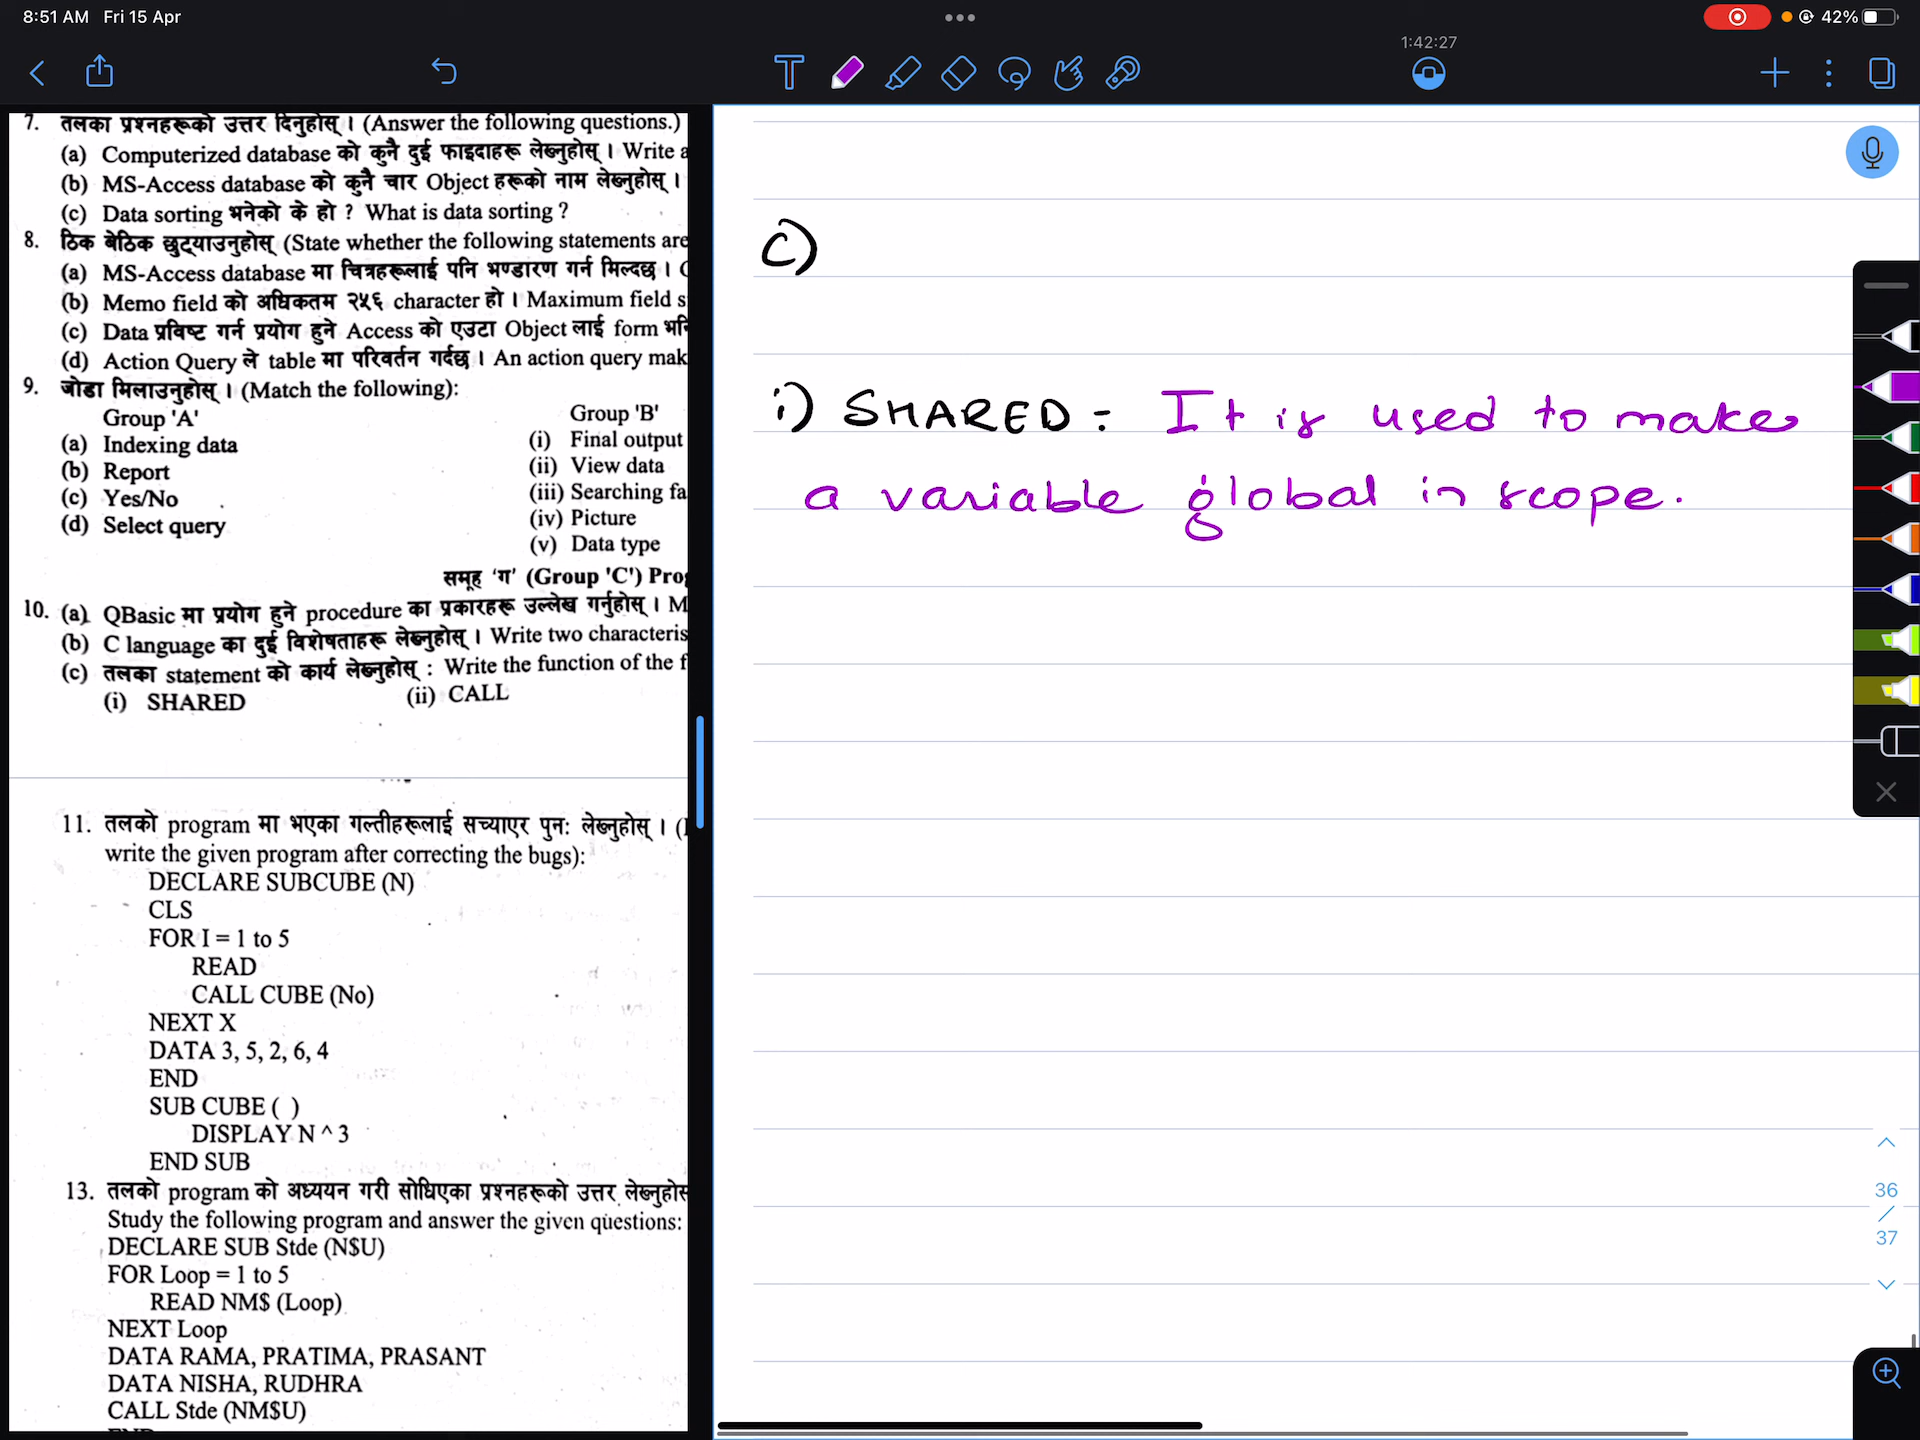 8:51 AM Fri 15 Apr
42%
1:42:27
7. तलका प्रश्नहरूको उत्तर दिनुहोस् । (Answer the following questions.)
(a) Computerized database को कुनै दुई फाइदाहरू लेख्नुहोस् । Write a
(b) MS-Access database को कुनै चार Object हरूको नाम लेख्नुहोस् ।
(c) Data sorting भनेको के हो ? What is data sorting ?
8. ठिक बेठिक छुट्याउनुहोस् (State whether the following statements are
(a) MS-Access database मा चित्रहरूलाई पनि भण्डारण गर्न मिल्दछ ।
(b) Memo field को अधिकतम २५६ character हो । Maximum field s
(c) Data प्रविष्ट गर्न प्रयोग हुने Access को एउटा Object लाई form भनि
(d) Action Query ले table मा परिवर्तन गर्दछ । An action query mak
9. जोडा मिलाउनुहोस् । (Match the following):
Group 'A' Group 'B'
(a) Indexing data (i) Final output
(b) Report (ii) View data
(c) Yes/No (iii) Searching fa
(d) Select query (iv) Picture
(v) Data type
समूह 'ग' (Group 'C') Pro
10. (a) QBasic मा प्रयोग हुने procedure का प्रकारहरू उल्लेख गर्नुहोस् । M
(b) C language का दुई विशेषताहरू लेख्नुहोस् । Write two characteris
(c) तलका statement को कार्य लेख्नुहोस् : Write the function of the f
(i) SHARED (ii) CALL
11. तलको program मा भएका गल्तीहरूलाई सच्याएर पुन: लेख्नुहोस् । (
write the given program after correcting the bugs):
DECLARE SUBCUBE (N)
CLS
FOR I = 1 to 5
READ
CALL CUBE (No)
NEXT X
DATA 3, 5, 2, 6, 4
END
SUB CUBE ( )
DISPLAY N ^ 3
END SUB
13. तलको program को अध्ययन गरी सोधिएका प्रश्नहरूको उत्तर लेख्नुहोस
Study the following program and answer the given questions:
DECLARE SUB Stde (N$U)
FOR Loop = 1 to 5
READ NM$ (Loop)
NEXT Loop
DATA RAMA, PRATIMA, PRASANT
DATA NISHA, RUDHRA
CALL Stde (NM$U)
C)
i) SHARED = It is used to make
a variable global in scope.
36
/
37